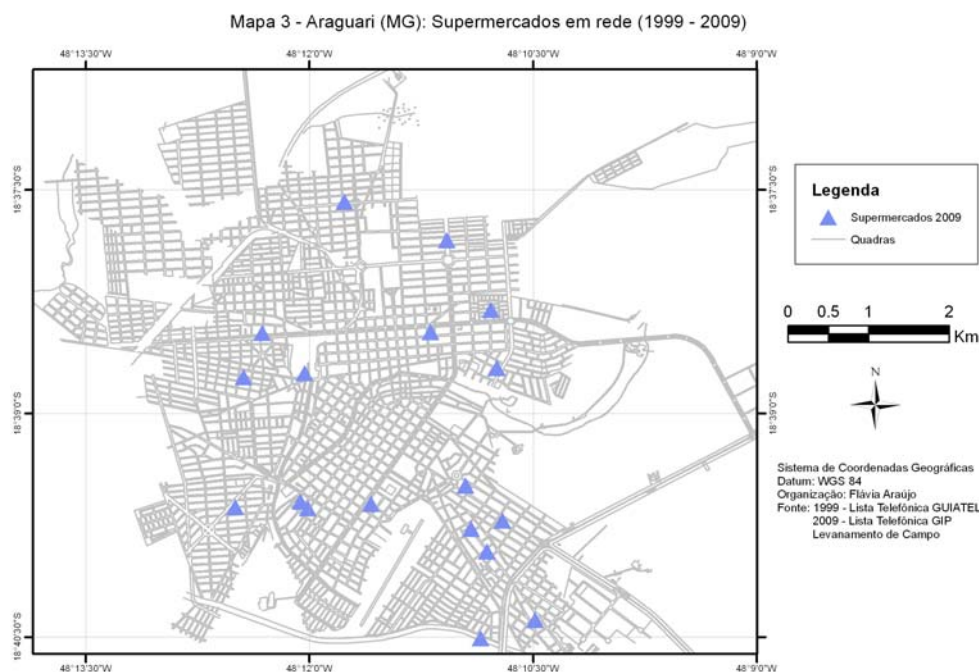 Mapa 3 - Araguari (MG): Supermercados em rede (1999 - 2009)
48°13'30"W 48°12'0"W 48°10'30"W 48°9'0"W
18°37'30"S 18°37'30"S
18°39'0"S 18°39'0"S
18°40'30"S 18°40'30"S
48°13'30"W 48°12'0"W 48°10'30"W 48°9'0"W
Legenda
Supermercados 2009
Quadras
0 0.5 1 2
Km
N
Sistema de Coordenadas Geográficas
Datum: WGS 84
Organização: Flávia Araújo
Fonte: 1999 - Lista Telefônica GUIATEL
2009 - Lista Telefônica GIP
Levanamento de Campo